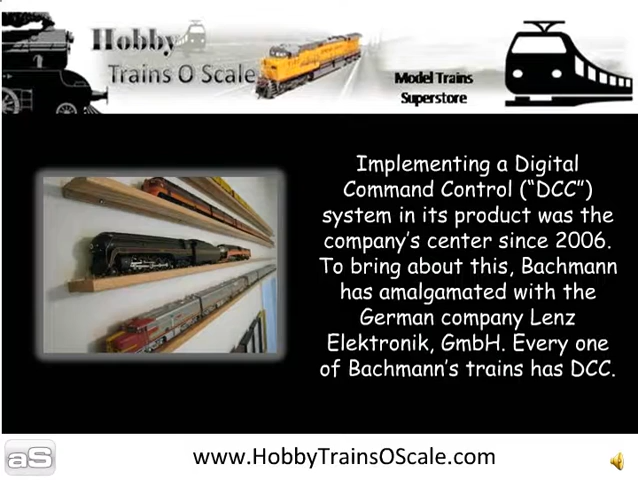 Hobby
Trains O Scale
Model Trains
Superstore
Implementing a Digital
Command Control (“DCC”)
system in its product was the
company’s center since 2006.
To bring about this, Bachmann
has amalgamated with the
German company Lenz
Elektronik, GmbH. Every one
of Bachmann’s trains has DCC.
aS
www.HobbyTrainsOScale.com